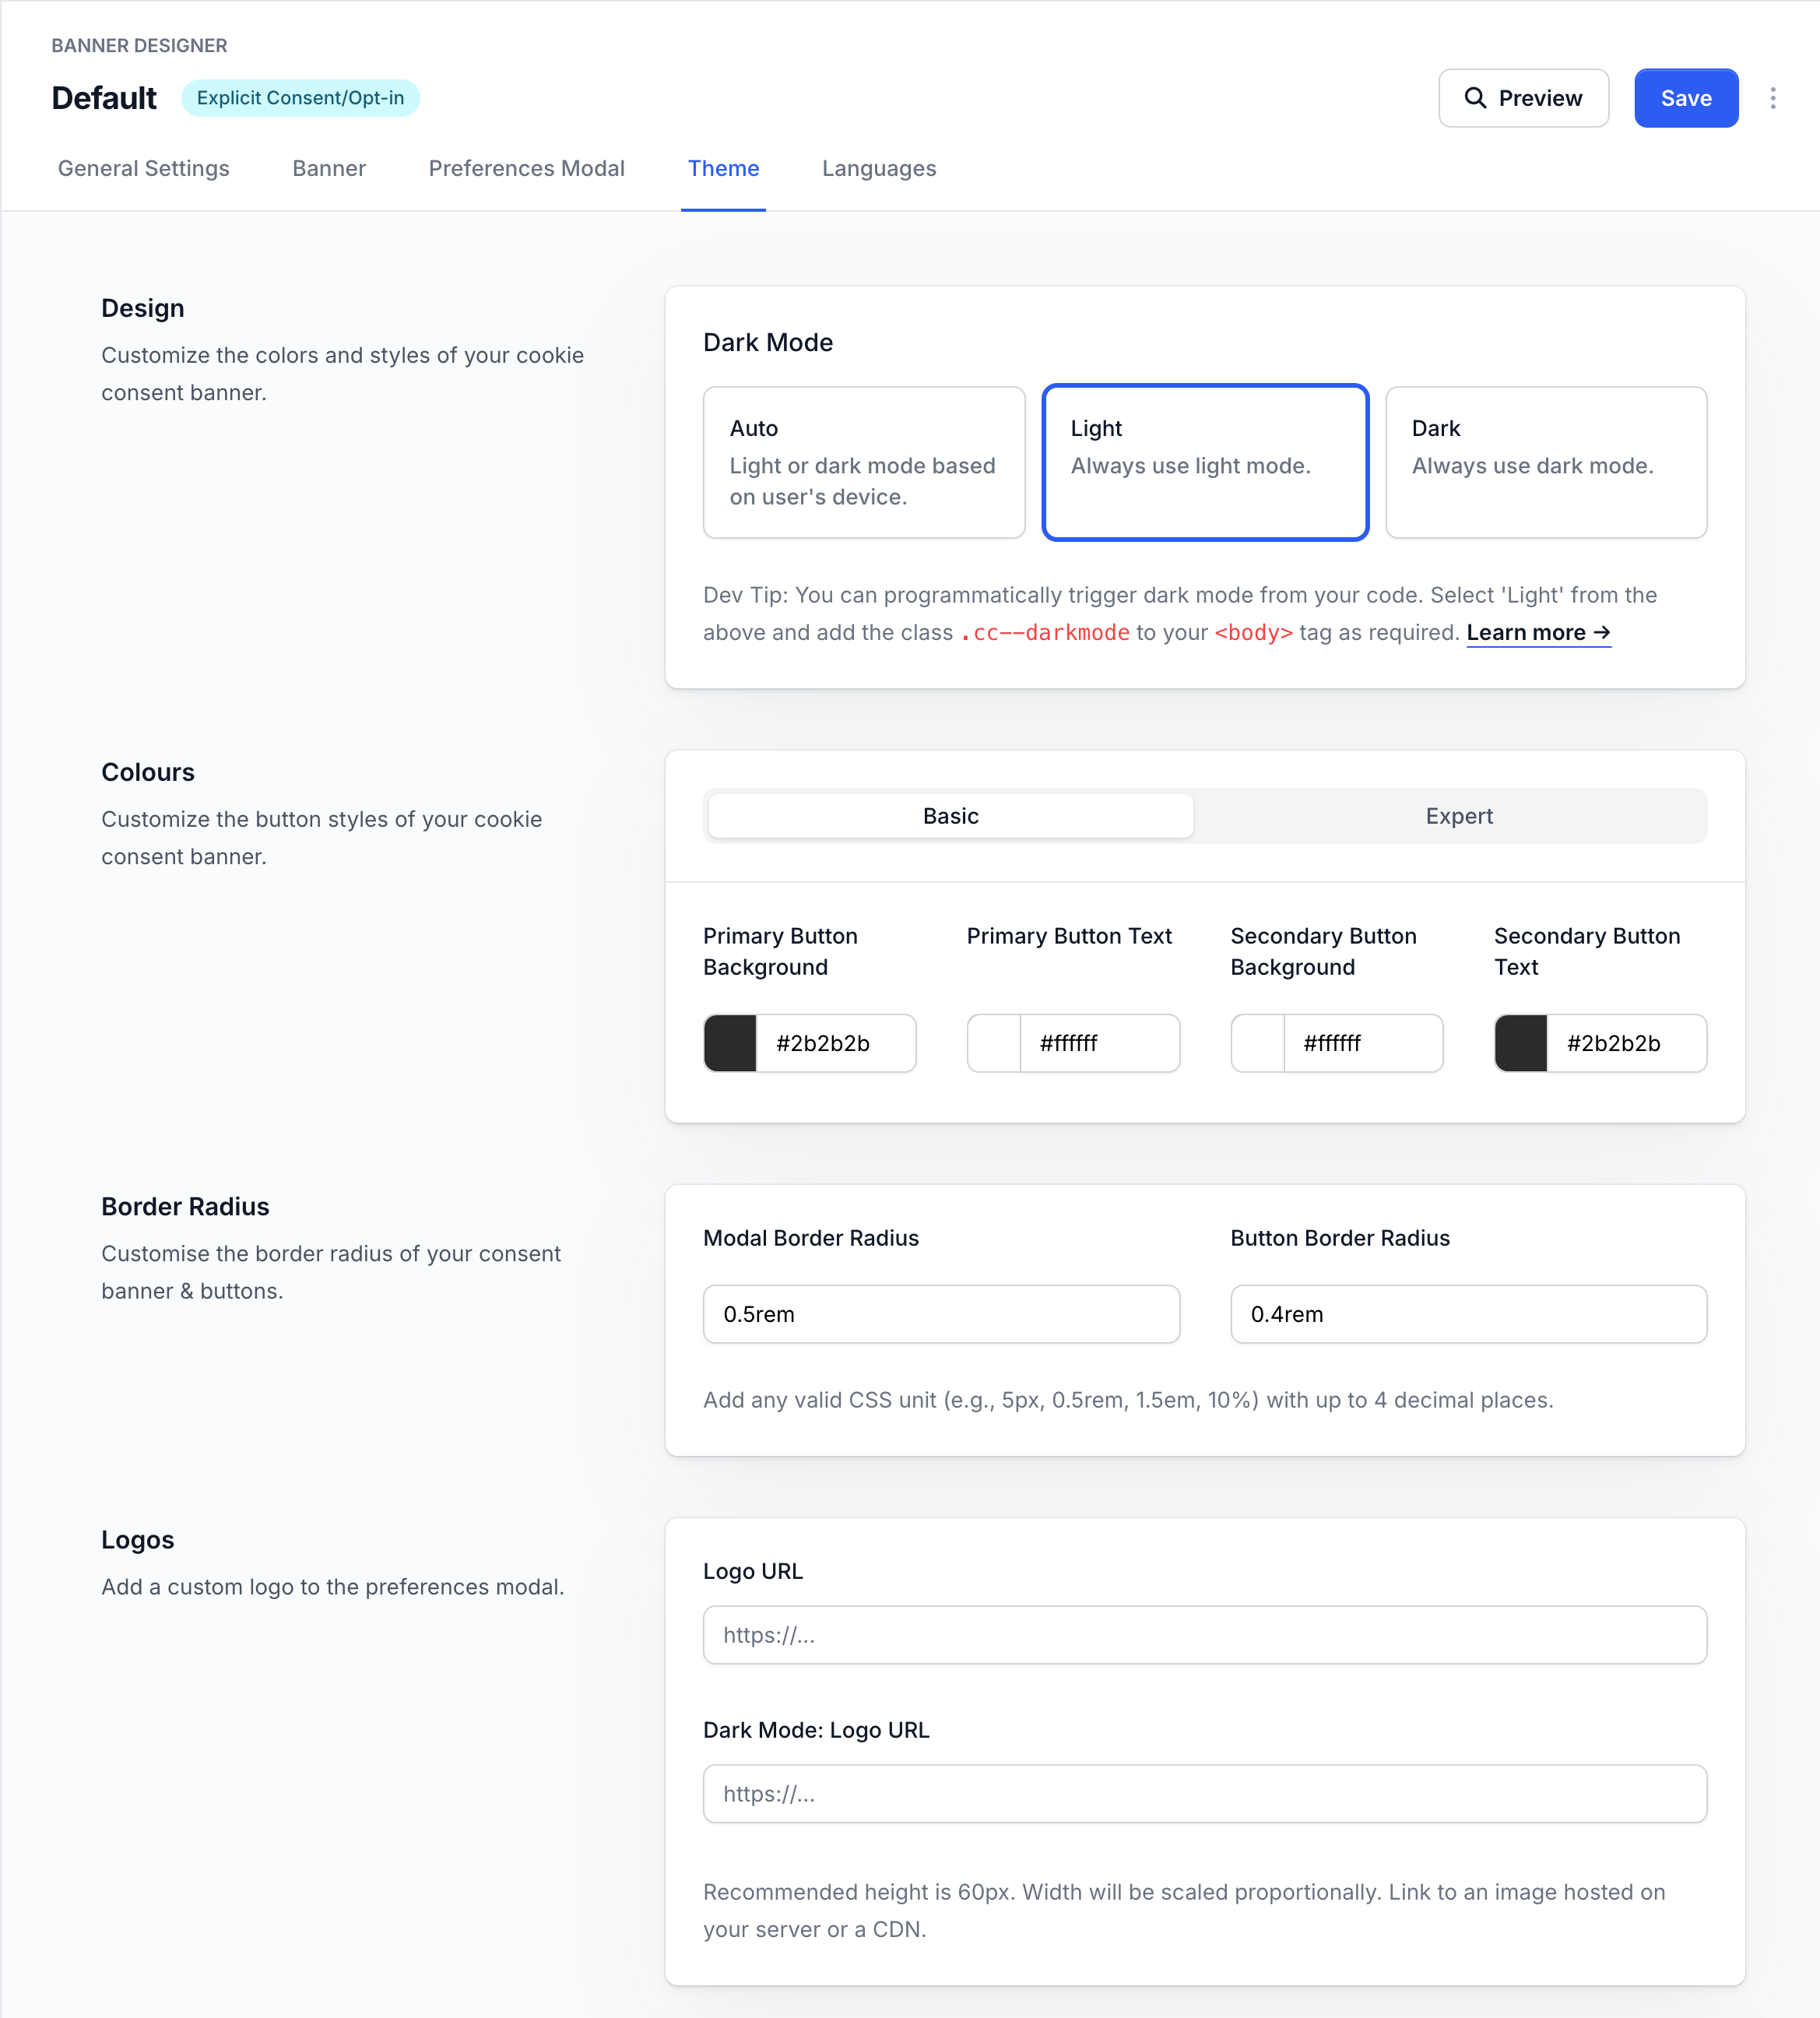 BANNER DESIGNER
Default
Explicit Consent/Opt-in
Preview
Save
General Settings
Banner
Preferences Modal
Theme
Languages
Design
Customize the colors and styles of your cookie
consent banner.
Dark Mode
Auto
Light or dark mode based
on user's device.
Light
Always use light mode.
Dark
Always use dark mode.
Dev Tip: You can programmatically trigger dark mode from your code. Select 'Light' from the
above and add the class .cc--darkmode to your <body> tag as required. Learn more →
Colours
Customize the button styles of your cookie
consent banner.
Basic
Expert
Primary Button
Background
#2b2b2b
Primary Button Text
#ffffff
Secondary Button
Background
#ffffff
Secondary Button
Text
#2b2b2b
Border Radius
Customise the border radius of your consent
banner & buttons.
Modal Border Radius
0.5rem
Button Border Radius
0.4rem
Add any valid CSS unit (e.g., 5px, 0.5rem, 1.5em, 10%) with up to 4 decimal places.
Logos
Add a custom logo to the preferences modal.
Logo URL
https://...
Dark Mode: Logo URL
https://...
Recommended height is 60px. Width will be scaled proportionally. Link to an image hosted on
your server or a CDN.